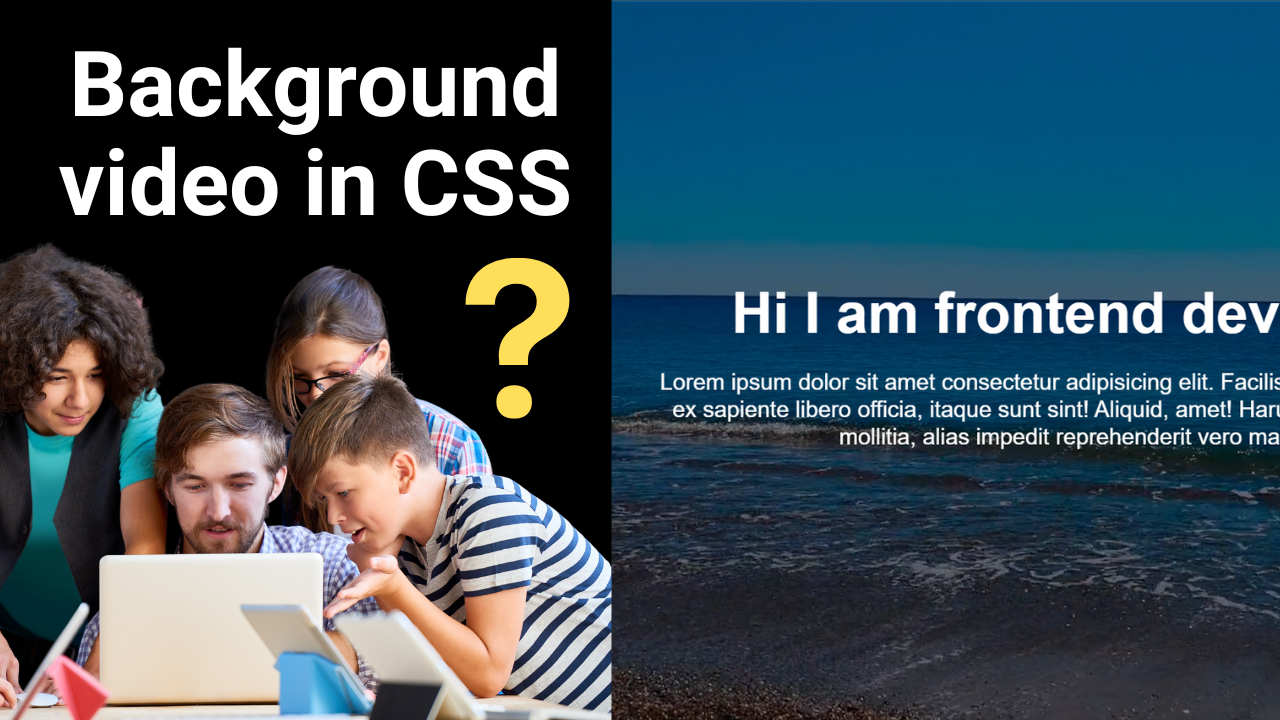 Background
video in CSS
?
Hi I am frontend dev
Lorem ipsum dolor sit amet consectetur adipisicing elit. Facilis
ex sapiente libero officia, itaque sunt sint! Aliquid, amet! Haru
mollitia, alias impedit reprehenderit vero ma